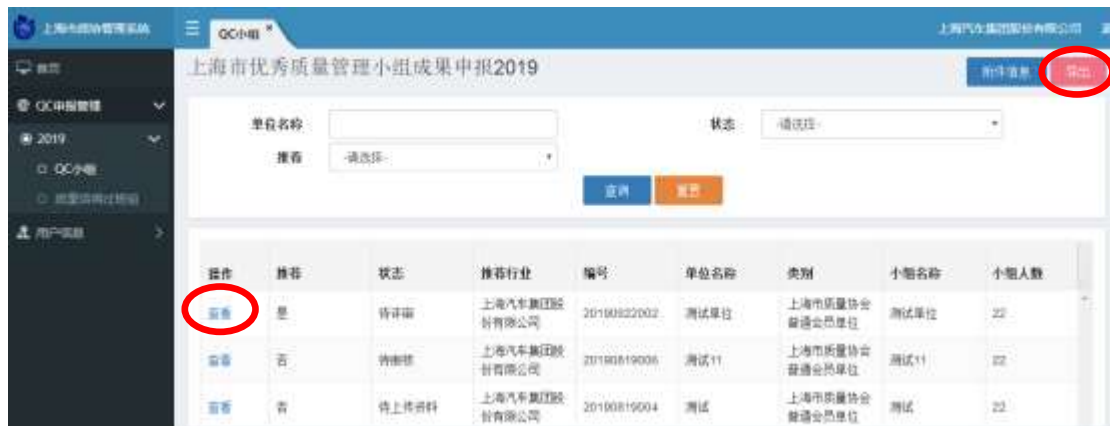 QC小组 ×
上海汽车集团股份有限公司
首页
上海市优秀质量管理小组成果申报2019
附件信息 导出
QC申报管理
单位名称 状态 -请选择-
2019
推荐 -请选择-
QC小组
查询 重置
用户信息
操作 推荐 状态 推荐行业 编号 单位名称 类别 小组名称 小组人数
查看 是 待评审 上海汽车集团股份有限公司 20190822002 测试单位 上海市质量协会普通会员单位 测试单位 22
查看 否 上海汽车集团股份有限公司 20190819006 测试11 上海市质量协会普通会员单位 测试11 22
查看 否 待上传资料 上海汽车集团股份有限公司 20190819004 测试 上海市质量协会普通会员单位 测试 22